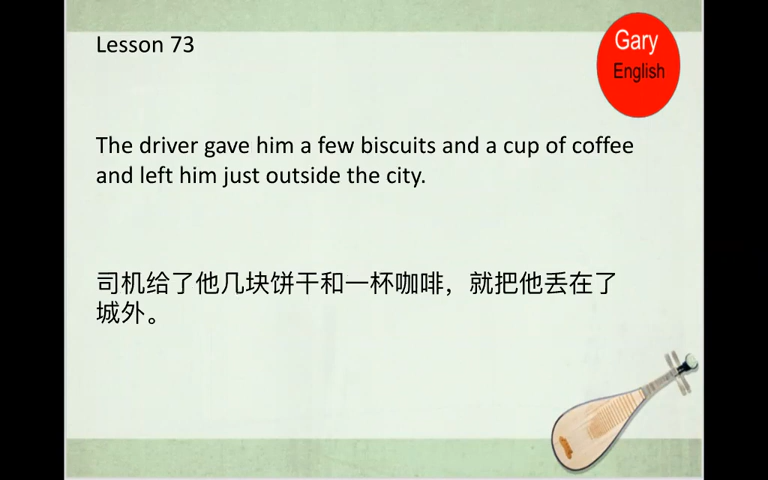 Lesson 73
Gary
English
The driver gave him a few biscuits and a cup of coffee
and left him just outside the city.
司机给了他几块饼干和一杯咖啡，就把他丢在了
城外。